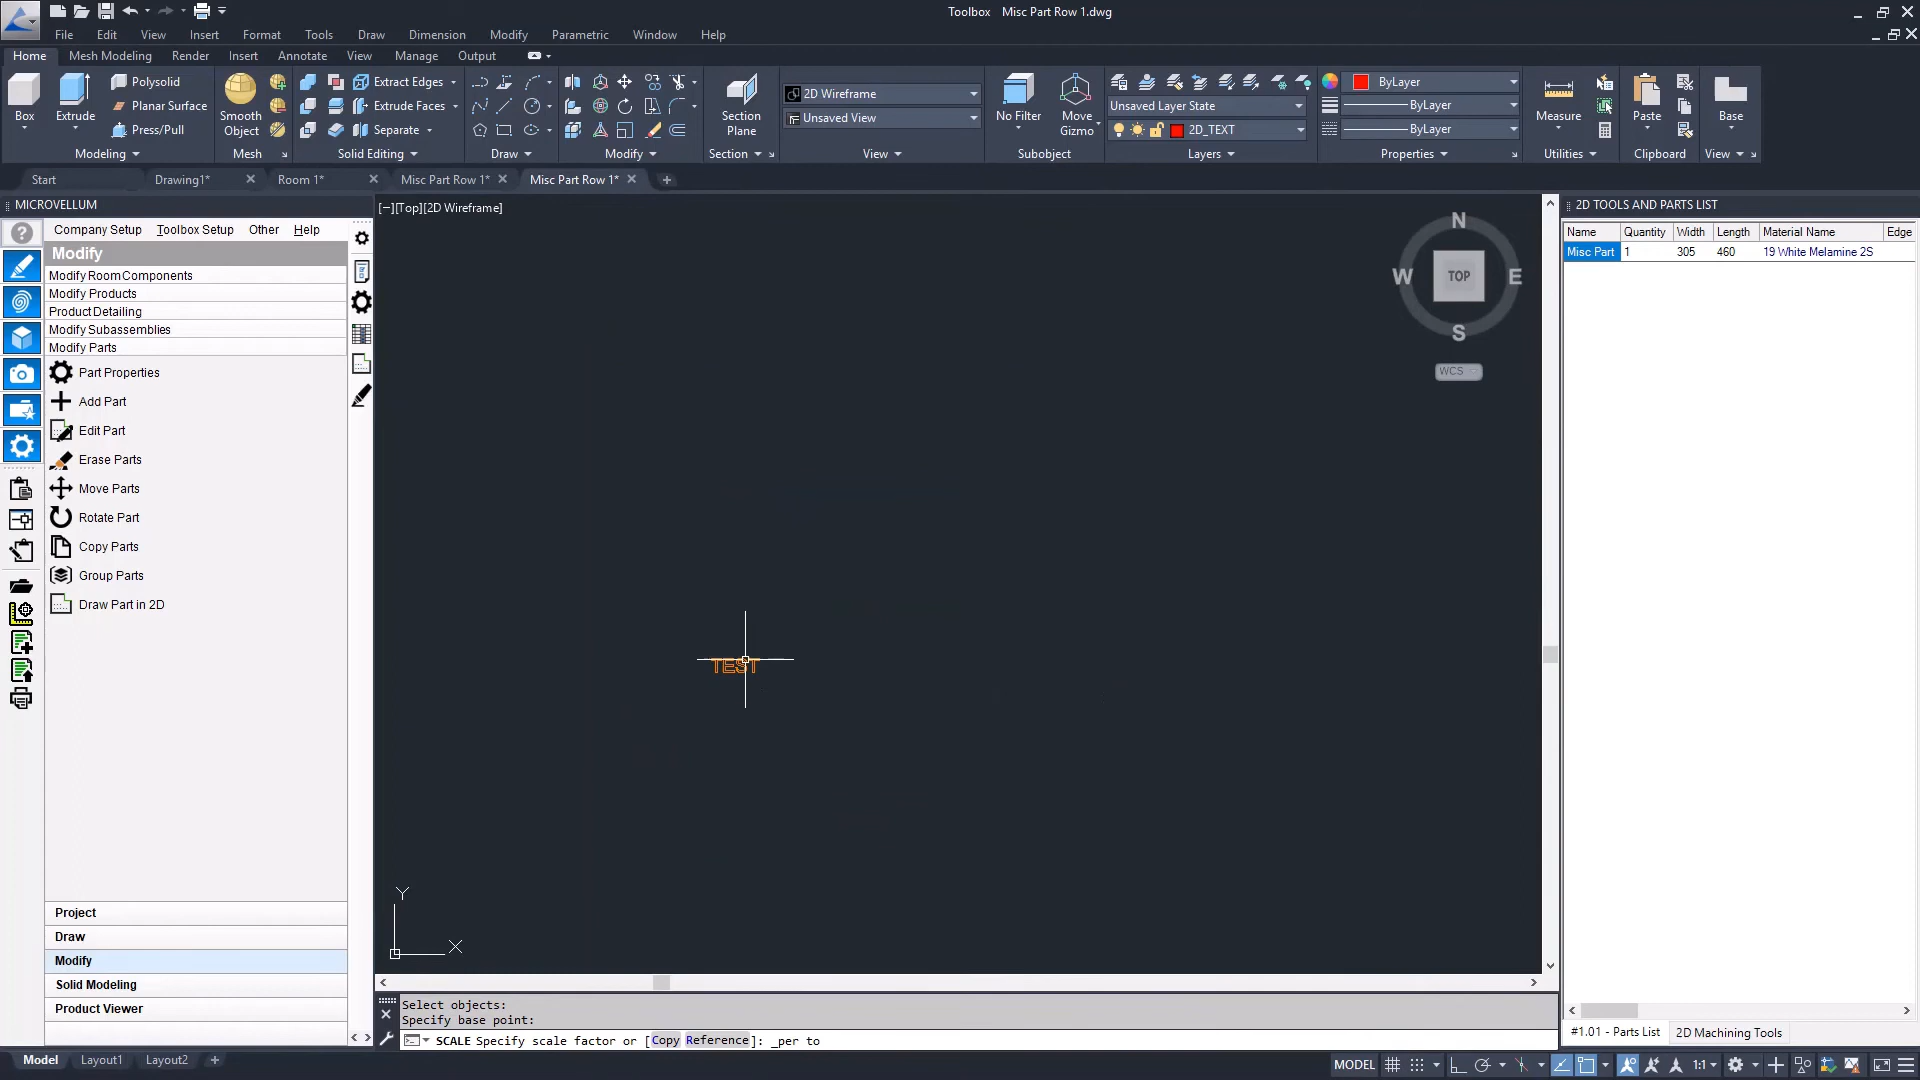 Toolbox Misc Part Row 1.dwg
File Edit View Insert Format Tools Draw Dimension Modify Parametric Window Help
Home Mesh Modeling Render Insert Annotate View Manage Output
Box
Extrude
Polysolid
Planar Surface
Press/Pull
Modeling
Smooth Object
Mesh
Extract Edges
Extrude Faces
Separate
Solid Editing
Draw
Modify
Section Plane
Section
2D Wireframe
Unsaved View
View
No Filter
Move Gizmo
Subobject
Unsaved Layer State
2D_TEXT
Layers
ByLayer
ByLayer
ByLayer
Properties
Measure
Utilities
Paste
Clipboard
Base
View
Start Drawing1* Room 1* Misc Part Row 1* Misc Part Row 1*
MICROVELLUM
Company Setup Toolbox Setup Other Help
Modify
Modify Room Components
Modify Products
Product Detailing
Modify Subassemblies
Modify Parts
Part Properties
Add Part
Edit Part
Erase Parts
Move Parts
Rotate Part
Copy Parts
Group Parts
Draw Part in 2D
Project
Draw
Modify
Solid Modeling
Product Viewer
[−][Top][2D Wireframe]
N
W TOP E
S
WCS
TEST
Y
X
2D TOOLS AND PARTS LIST
Name Quantity Width Length Material Name Edge
Misc Part 1 305 460 19 White Melamine 2S
#1.01 - Parts List 2D Machining Tools
Select objects:
Specify base point:
SCALE Specify scale factor or [Copy Reference]: _per to
Model Layout1 Layout2
MODEL 1:1